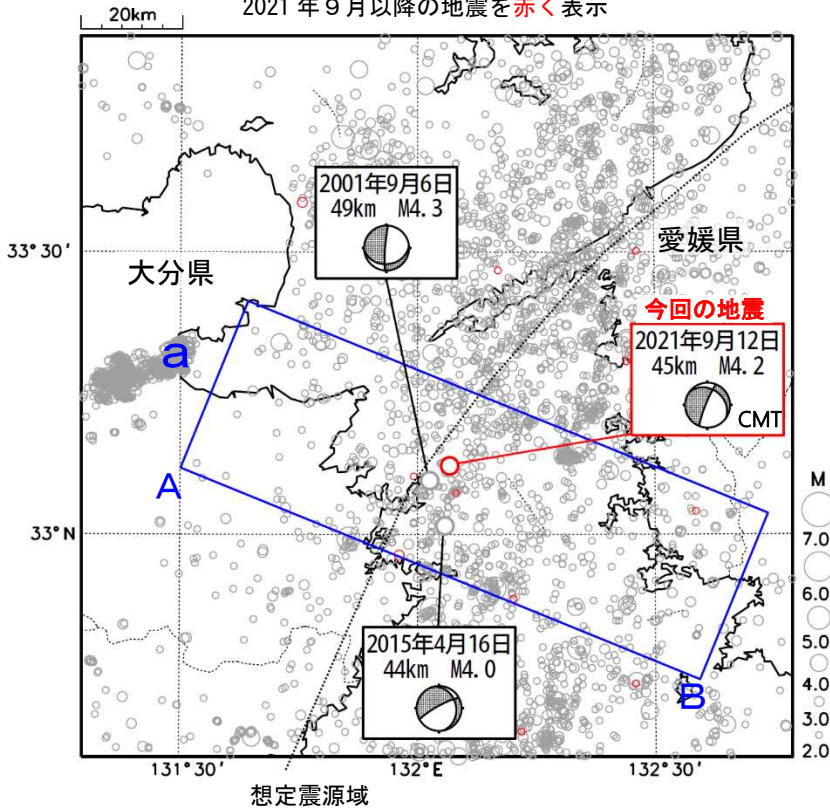 2021年9月以降の地震を赤く表示
20km
2001年9月6日
49km M4.3
33°30′
愛媛県
大分県
今回の地震
2021年9月12日
45km M4.2
CMT
a
A
M
33°N
7.0
6.0
2015年4月16日
44km M4.0
5.0
4.0
B
3.0
2.0
131°30′
132°E
132°30′
想定震源域